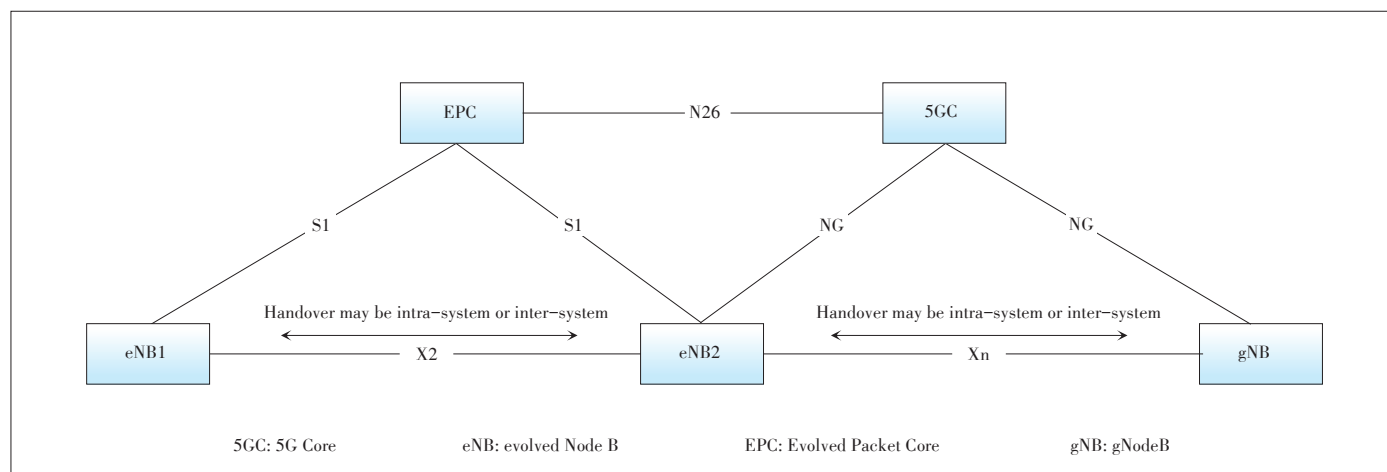 EPC
N26
5GC
S1
S1
NG
NG
Handover may be intra-system or inter-system
Handover may be intra-system or inter-system
eNB1
X2
eNB2
Xn
gNB
5GC: 5G Core
eNB: evolved Node B
EPC: Evolved Packet Core
gNB: gNodeB